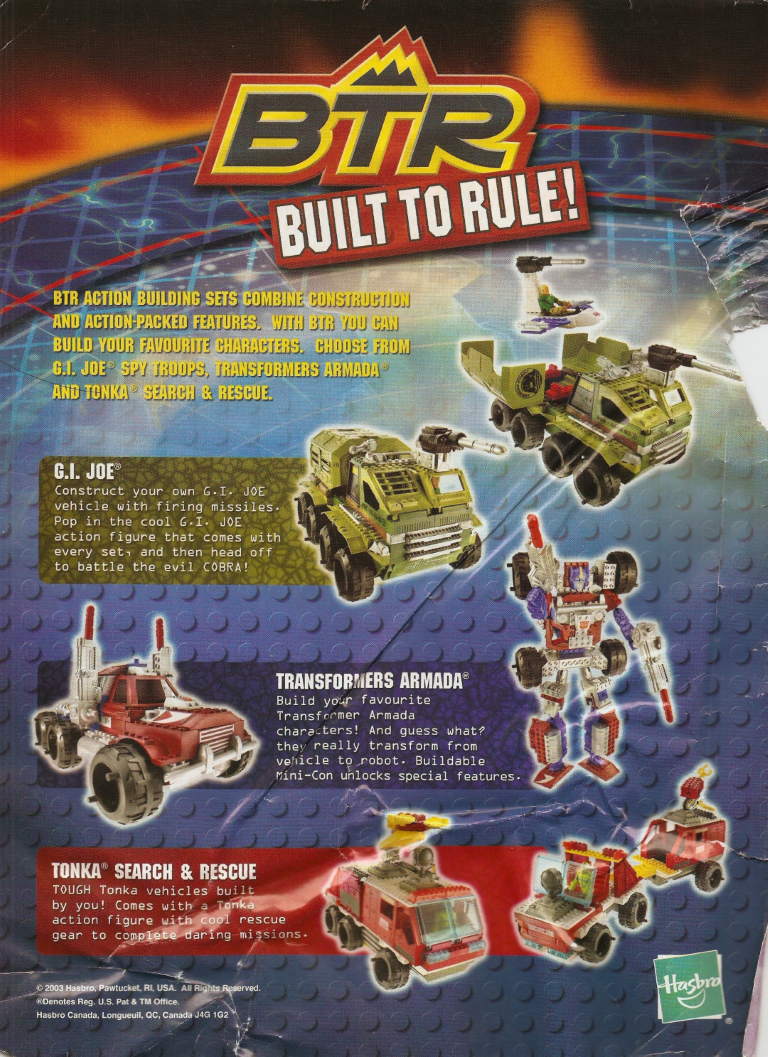 BTR
BUILT TO RULE!
BTR ACTION BUILDING SETS COMBINE CONSTRUCTION
AND ACTION-PACKED FEATURES. WITH BTR YOU CAN
BUILD YOUR FAVOURITE CHARACTERS. CHOOSE FROM
G.I. JOE® SPY TROOPS, TRANSFORMERS ARMADA®
AND TONKA® SEARCH & RESCUE.
G.I. JOE®
Construct your own G.I. JOE
vehicle with firing missiles.
Pop in the cool G.I. JOE
action figure that comes with
every set, and then head off
to battle the evil COBRA!
TRANSFORMERS ARMADA®
Build your favourite
Transformer Armada
characters! And guess what?
they really transform from
vehicle to robot. Buildable
Mini-Con unlocks special features.
TONKA® SEARCH & RESCUE
TOUGH Tonka vehicles built
by you! Comes with a Tonka
action figure with cool rescue
gear to complete daring missions.
© 2003 Hasbro, Pawtucket, RI, USA. All Rights Reserved.
®Denotes Reg. U.S. Pat & TM Office.
Hasbro Canada, Longueuil, QC, Canada J4G 1G2
Hasbro
®